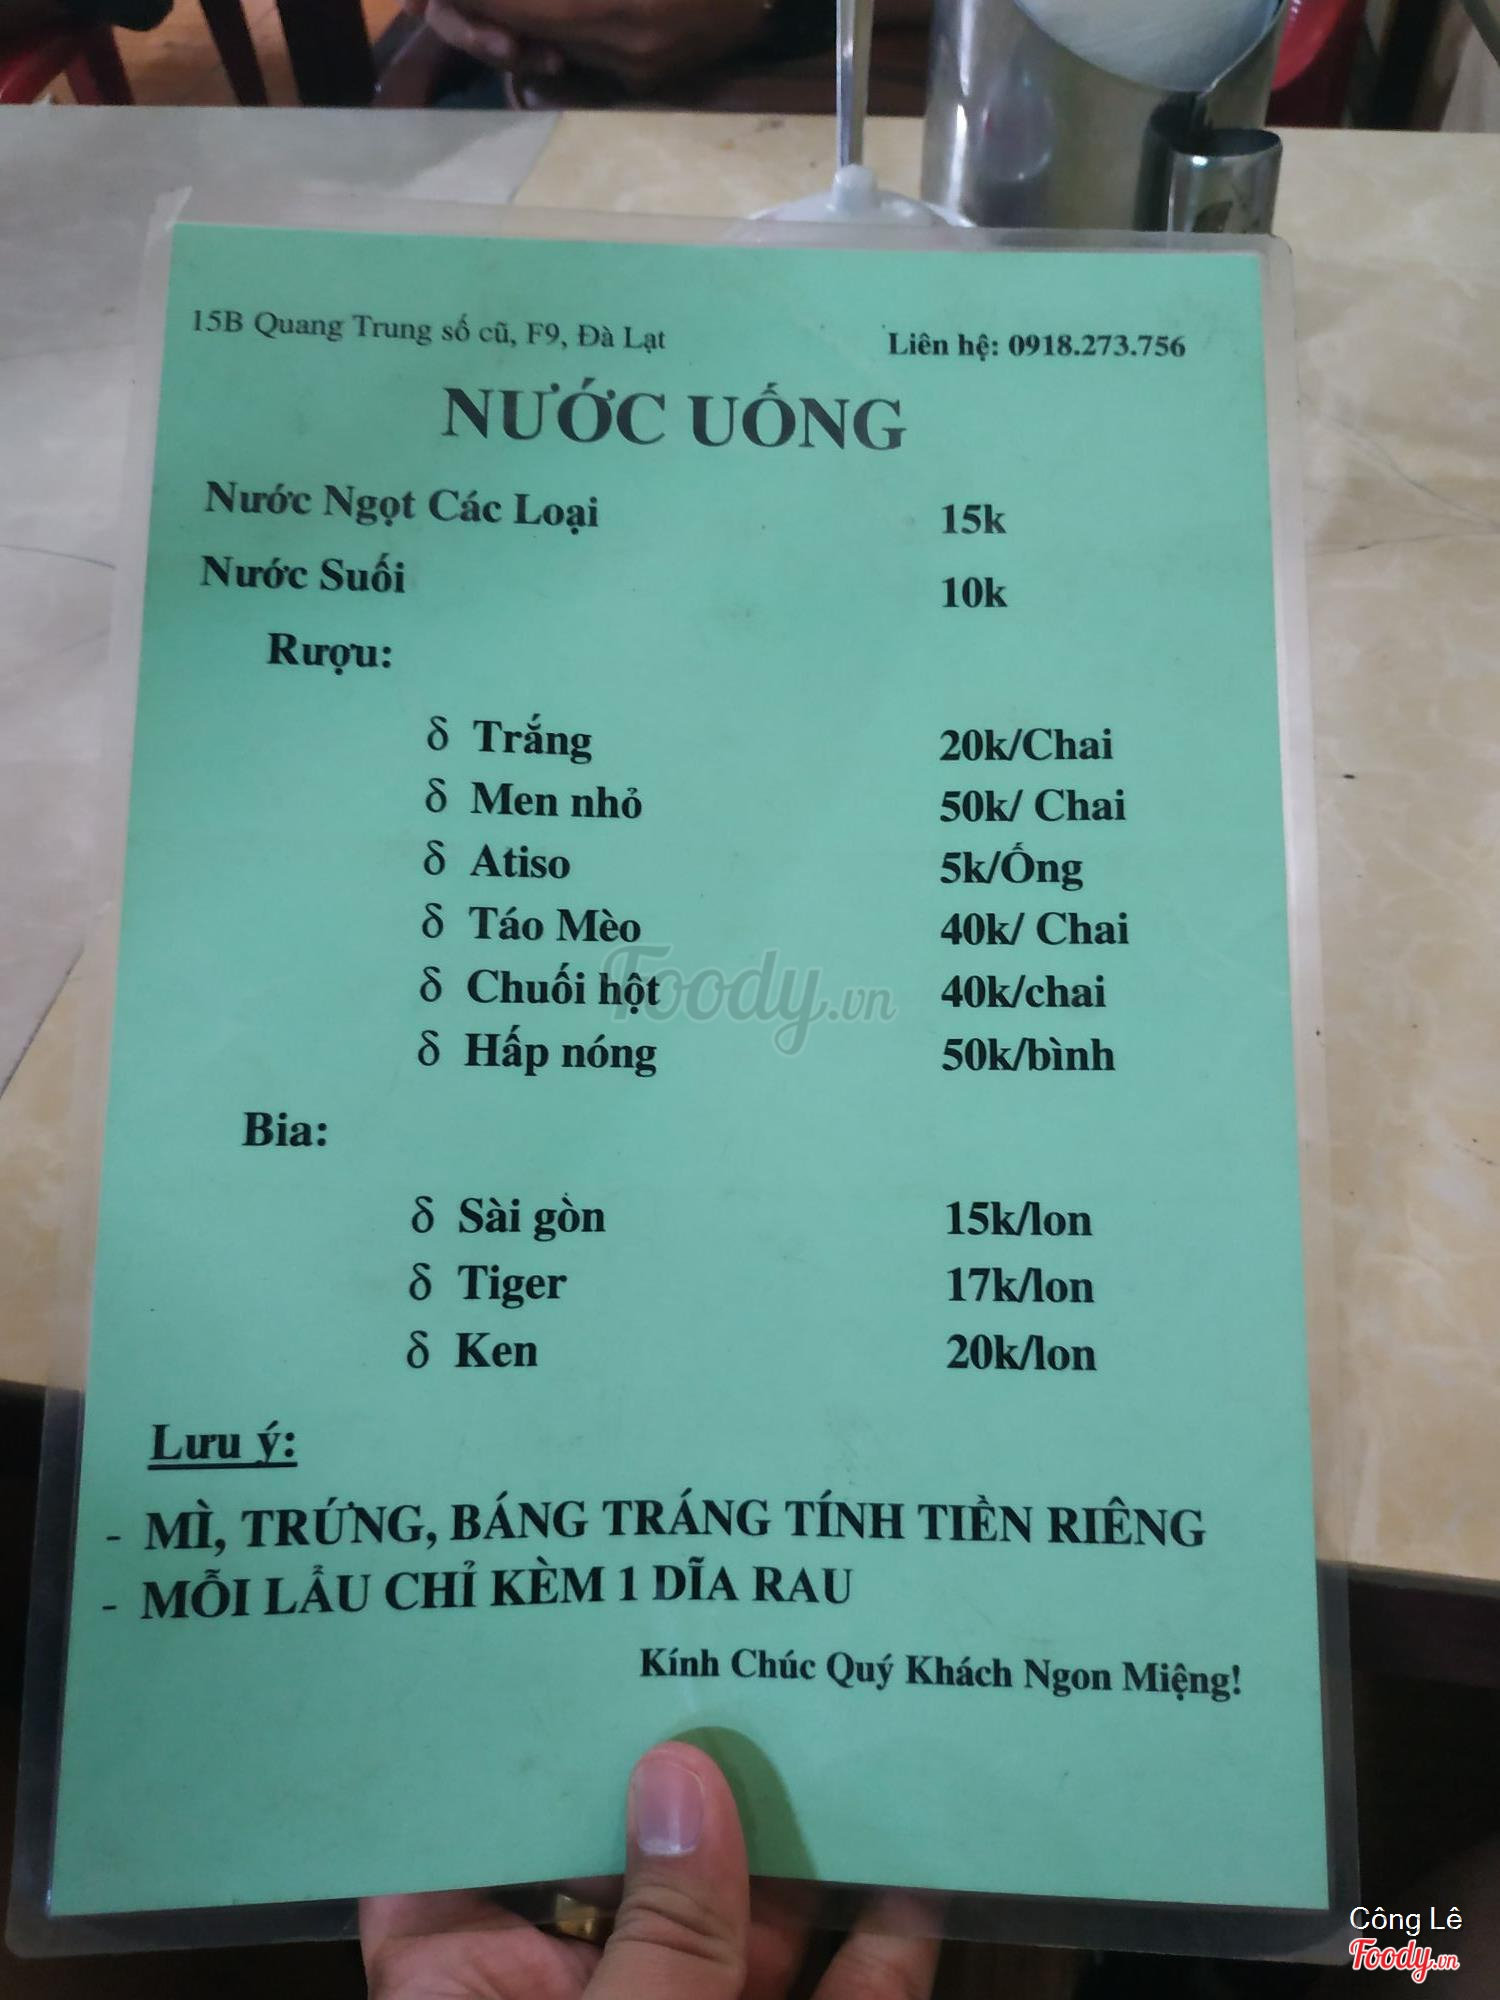 15B Quang Trung số cũ, F9, Đà Lạt Liên hệ: 0918.273.756
NƯỚC UỐNG
Nước Ngọt Các Loại 15k
Nước Suối 10k
Rượu:
δ Trắng 20k/Chai
δ Men nhỏ 50k/ Chai
δ Atiso 5k/Ống
δ Táo Mèo 40k/ Chai
δ Chuối hột 40k/chai
δ Hấp nóng 50k/bình
Bia:
δ Sài gòn 15k/lon
δ Tiger 17k/lon
δ Ken 20k/lon
Lưu ý:
- MÌ, TRỨNG, BÁNG TRÁNG TÍNH TIỀN RIÊNG
- MỖI LẨU CHỈ KÈM 1 DĨA RAU
Kính Chúc Quý Khách Ngon Miệng!
Foody.vn
Công Lê
Foody.vn